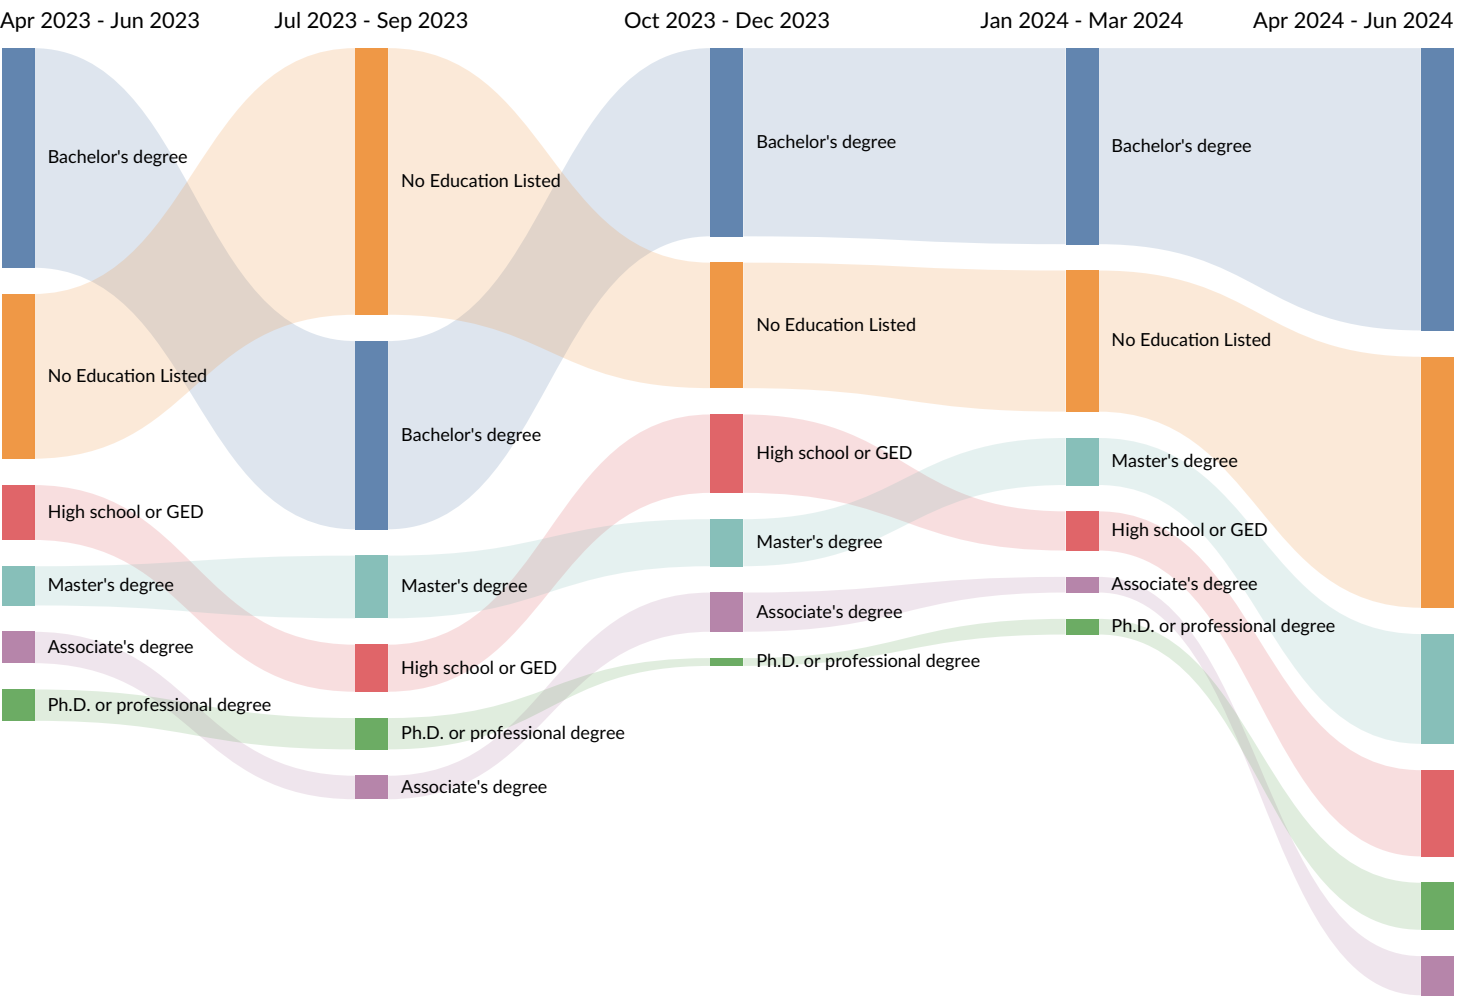 Apr 2023 - Jun 2023
Jul 2023 - Sep 2023
Oct 2023 - Dec 2023
Jan 2024 - Mar 2024
Apr 2024 - Jun 2024
Bachelor's degree
No Education Listed
High school or GED
Master's degree
Associate's degree
Ph.D. or professional degree
No Education Listed
Bachelor's degree
Master's degree
High school or GED
Ph.D. or professional degree
Associate's degree
Bachelor's degree
No Education Listed
High school or GED
Master's degree
Associate's degree
Ph.D. or professional degree
Bachelor's degree
No Education Listed
Master's degree
High school or GED
Associate's degree
Ph.D. or professional degree